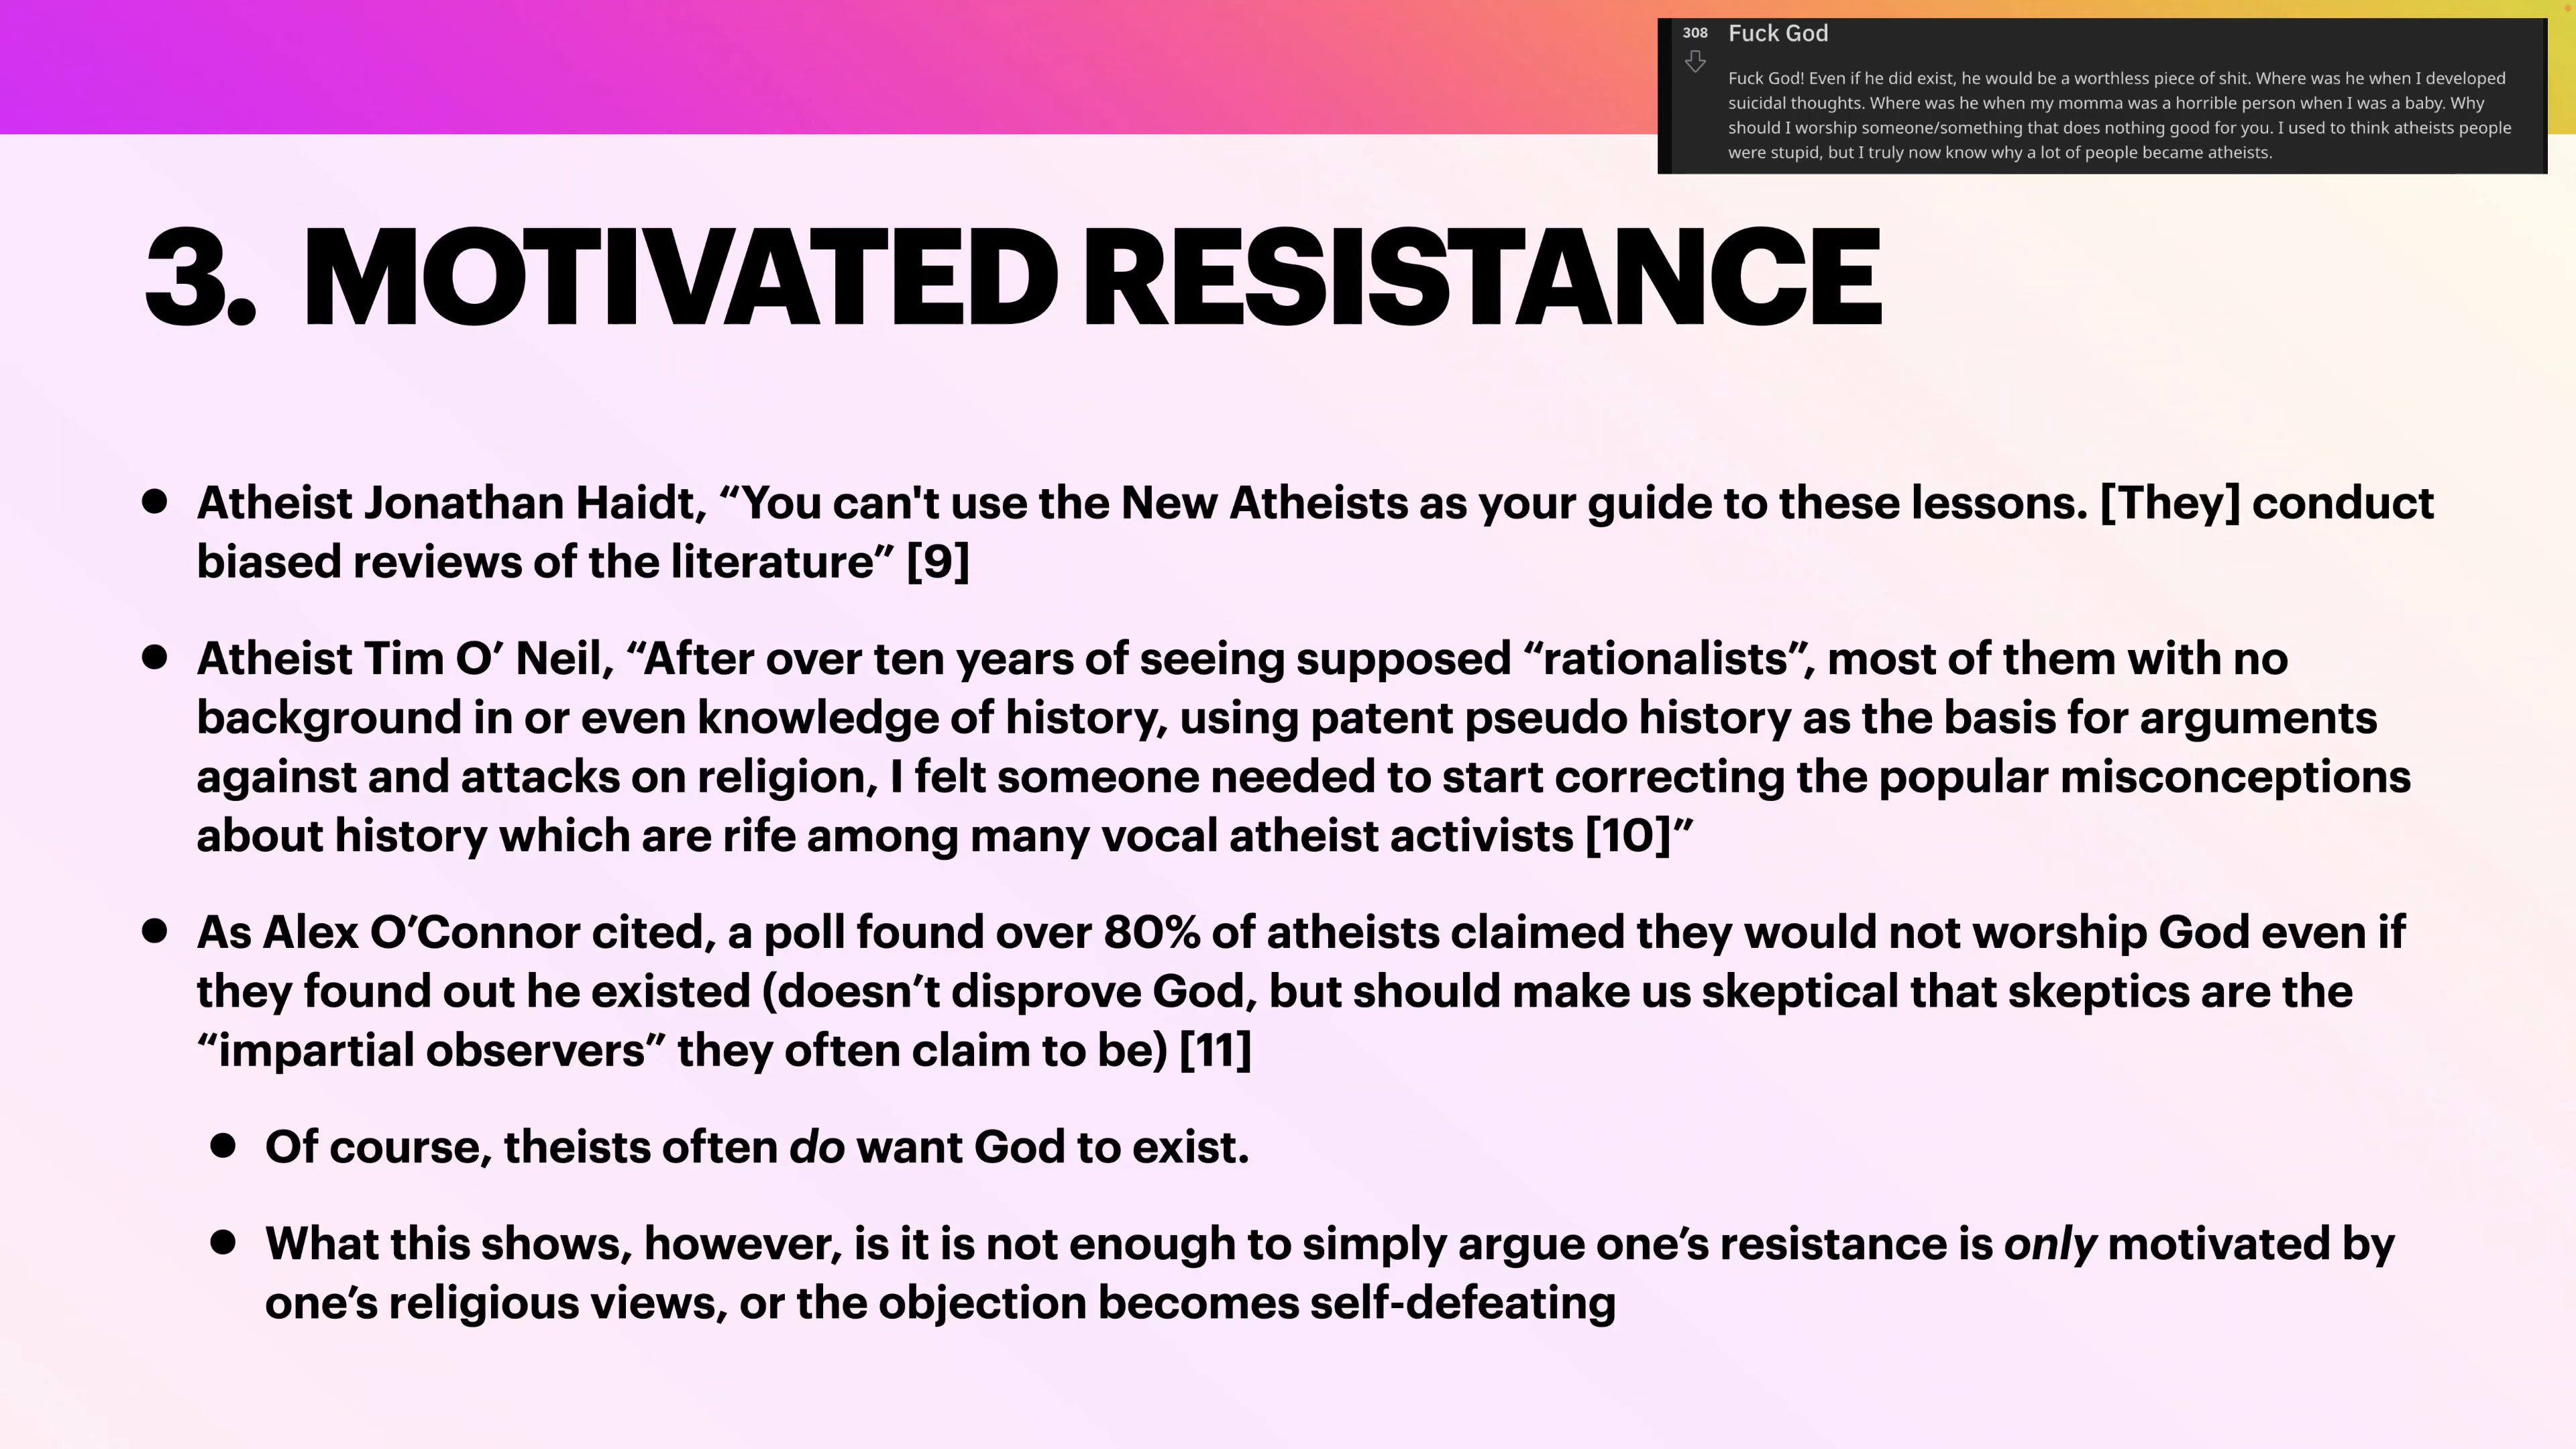 308 Fuck God
Fuck God! Even if he did exist, he would be a worthless piece of shit. Where was he when I developed
suicidal thoughts. Where was he when my momma was a horrible person when I was a baby. Why
should I worship someone/something that does nothing good for you. I used to think atheists people
were stupid, but I truly now know why a lot of people became atheists.
3. MOTIVATED RESISTANCE
● Atheist Jonathan Haidt, “You can't use the New Atheists as your guide to these lessons. [They] conduct
biased reviews of the literature” [9]
● Atheist Tim O’ Neil, “After over ten years of seeing supposed “rationalists”, most of them with no
background in or even knowledge of history, using patent pseudo history as the basis for arguments
against and attacks on religion, I felt someone needed to start correcting the popular misconceptions
about history which are rife among many vocal atheist activists [10]”
● As Alex O’Connor cited, a poll found over 80% of atheists claimed they would not worship God even if
they found out he existed (doesn’t disprove God, but should make us skeptical that skeptics are the
“impartial observers” they often claim to be) [11]
● Of course, theists often do want God to exist.
● What this shows, however, is it is not enough to simply argue one’s resistance is only motivated by
one’s religious views, or the objection becomes self-defeating